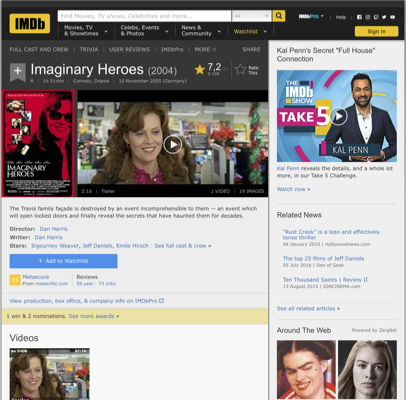 IMDb
Find Movies, TV shows, Celebrities and more...
All
IMDbPro
Help
Movies, TV & Showtimes
Celebs, Events & Photos
News & Community
Watchlist
Sign in
FULL CAST AND CREW | TRIVIA | USER REVIEWS | IMDbPro | MORE
SHARE
Imaginary Heroes (2004)
7,2
Rate This
R | 1h 51min | Comedy, Drama | 10 November 2005 (Germany)
IMAGINARY HEROES
2:16 | Trailer
1 VIDEO | 19 IMAGES
The Travis family façade is destroyed by an event incomprehensible to them -- an event which
will open locked doors and finally reveal the secrets that have haunted them for decades.
Director: Dan Harris
Writer: Dan Harris
Stars: Sigourney Weaver, Jeff Daniels, Emile Hirsch | See full cast & crew »
+ Add to Watchlist
Metascore
From metacritic.com
Reviews
56 user | 73 critic
View production, box office, & company info on IMDbPro
1 win & 2 nominations. See more awards »
Videos
Kal Penn's Secret "Full House"
Connection
THE IMDb SHOW
TAKE 5
KAL PENN
Kal Penn reveals the details, and a whole lot
more, in our Take 5 Challenge.
Watch now »
Related News
"Rust Creek" is a lean and effective
tense thriller
04 January 2019 | Hollywoodnews.com
The top 25 films of Jeff Daniels
05 July 2016 | Den of Geek
Ten Thousand Saints | Review II
13 August 2015 | IONCINEMA.com
See all related articles »
Around The Web
Powered by ZergNet